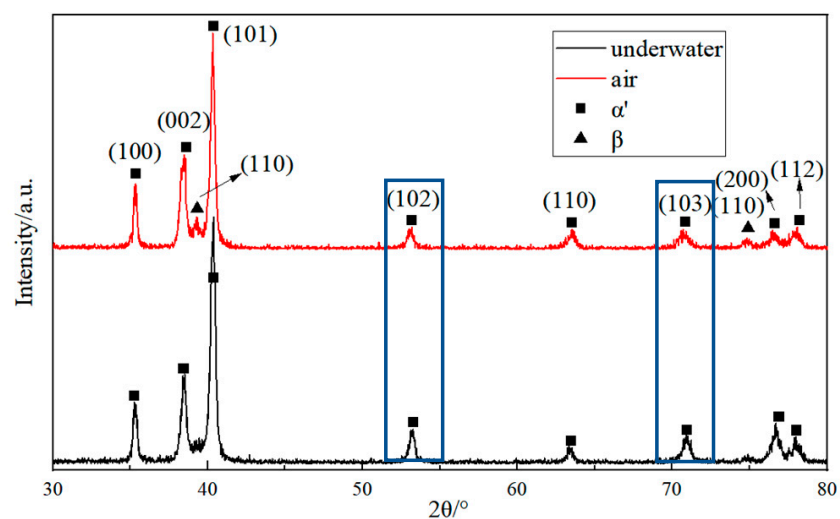 (101)
underwater
air
α'
β
(002)
(100)
(110)
(102)
(110)
(103)
(200)
(110)
(112)
Intensity/a.u.
30 40 50 60 70 80
2θ/°